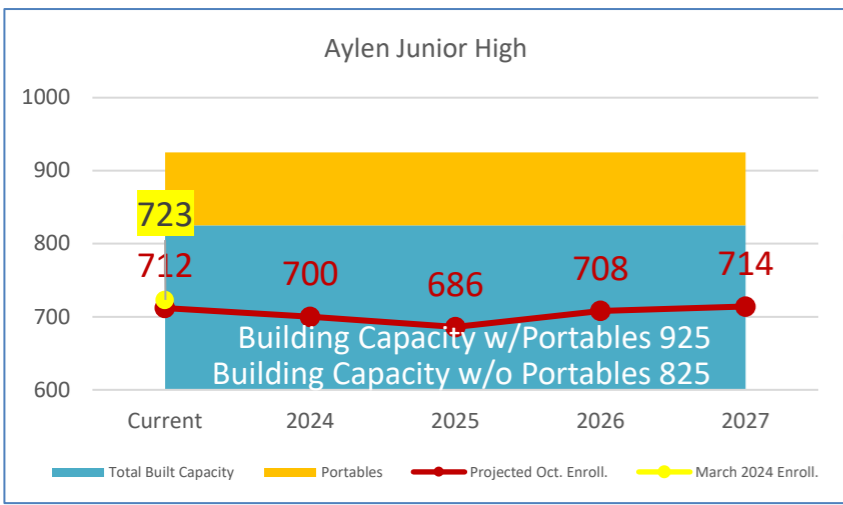 Aylen Junior High
1000
900
800
700
600
723
712
700
686
708
714
Building Capacity w/Portables 925
Building Capacity w/o Portables 825
Current 2024 2025 2026 2027
Total Built Capacity Portables Projected Oct. Enroll. March 2024 Enroll.